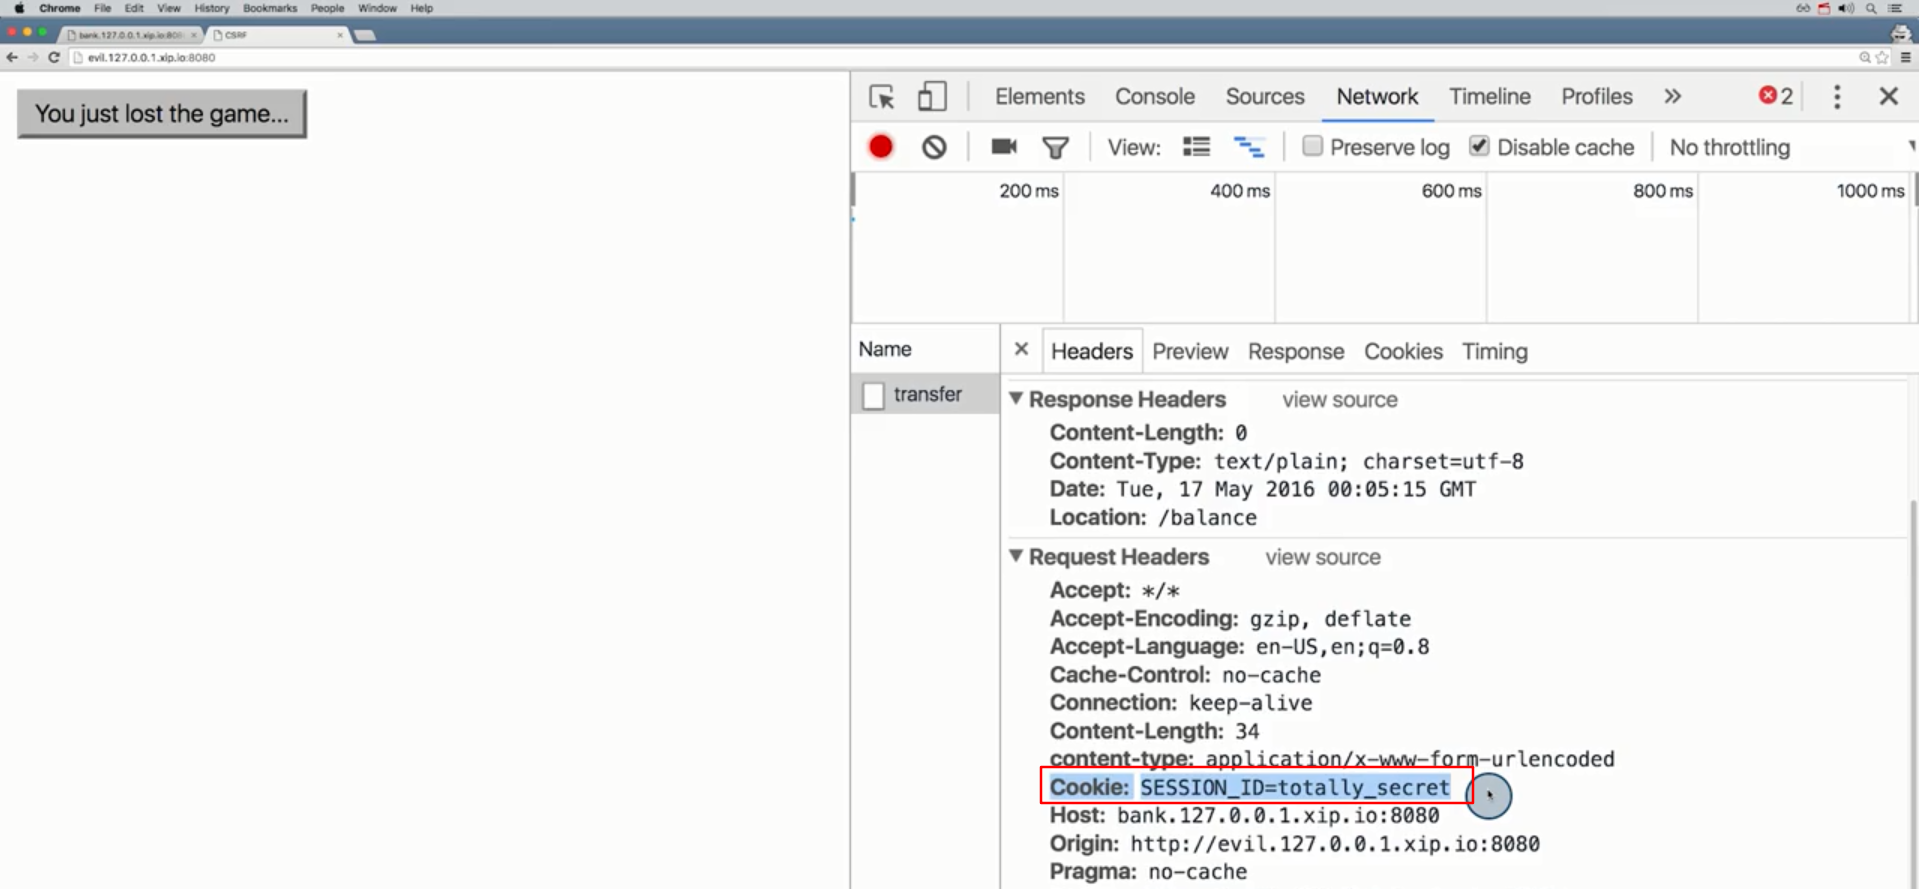 Chrome File Edit View History Bookmarks People Window Help
bank.127.0.0.1.xip.io:808 CSRF
evil.127.0.0.1.xip.io:8080
You just lost the game...
Elements Console Sources Network Timeline Profiles » 2
View: Preserve log Disable cache No throttling
200 ms 400 ms 600 ms 800 ms 1000 ms
Name
transfer
Headers Preview Response Cookies Timing
Response Headers view source
Content-Length: 0
Content-Type: text/plain; charset=utf-8
Date: Tue, 17 May 2016 00:05:15 GMT
Location: /balance
Request Headers view source
Accept: */*
Accept-Encoding: gzip, deflate
Accept-Language: en-US,en;q=0.8
Cache-Control: no-cache
Connection: keep-alive
Content-Length: 34
content-type: application/x-www-form-urlencoded
Cookie: SESSION_ID=totally_secret
Host: bank.127.0.0.1.xip.io:8080
Origin: http://evil.127.0.0.1.xip.io:8080
Pragma: no-cache